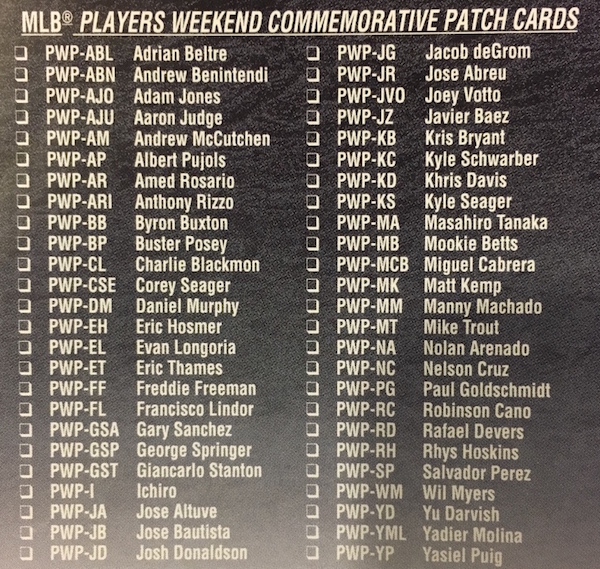 MLB® PLAYERS WEEKEND COMMEMORATIVE PATCH CARDS
PWP-ABL Adrian Beltre
PWP-ABN Andrew Benintendi
PWP-AJO Adam Jones
PWP-AJU Aaron Judge
PWP-AM Andrew McCutchen
PWP-AP Albert Pujols
PWP-AR Amed Rosario
PWP-ARI Anthony Rizzo
PWP-BB Byron Buxton
PWP-BP Buster Posey
PWP-CL Charlie Blackmon
PWP-CSE Corey Seager
PWP-DM Daniel Murphy
PWP-EH Eric Hosmer
PWP-EL Evan Longoria
PWP-ET Eric Thames
PWP-FF Freddie Freeman
PWP-FL Francisco Lindor
PWP-GSA Gary Sanchez
PWP-GSP George Springer
PWP-GST Giancarlo Stanton
PWP-I Ichiro
PWP-JA Jose Altuve
PWP-JB Jose Bautista
PWP-JD Josh Donaldson
PWP-JG Jacob deGrom
PWP-JR Jose Abreu
PWP-JVO Joey Votto
PWP-JZ Javier Baez
PWP-KB Kris Bryant
PWP-KC Kyle Schwarber
PWP-KD Khris Davis
PWP-KS Kyle Seager
PWP-MA Masahiro Tanaka
PWP-MB Mookie Betts
PWP-MCB Miguel Cabrera
PWP-MK Matt Kemp
PWP-MM Manny Machado
PWP-MT Mike Trout
PWP-NA Nolan Arenado
PWP-NC Nelson Cruz
PWP-PG Paul Goldschmidt
PWP-RC Robinson Cano
PWP-RD Rafael Devers
PWP-RH Rhys Hoskins
PWP-SP Salvador Perez
PWP-WM Wil Myers
PWP-YD Yu Darvish
PWP-YML Yadier Molina
PWP-YP Yasiel Puig